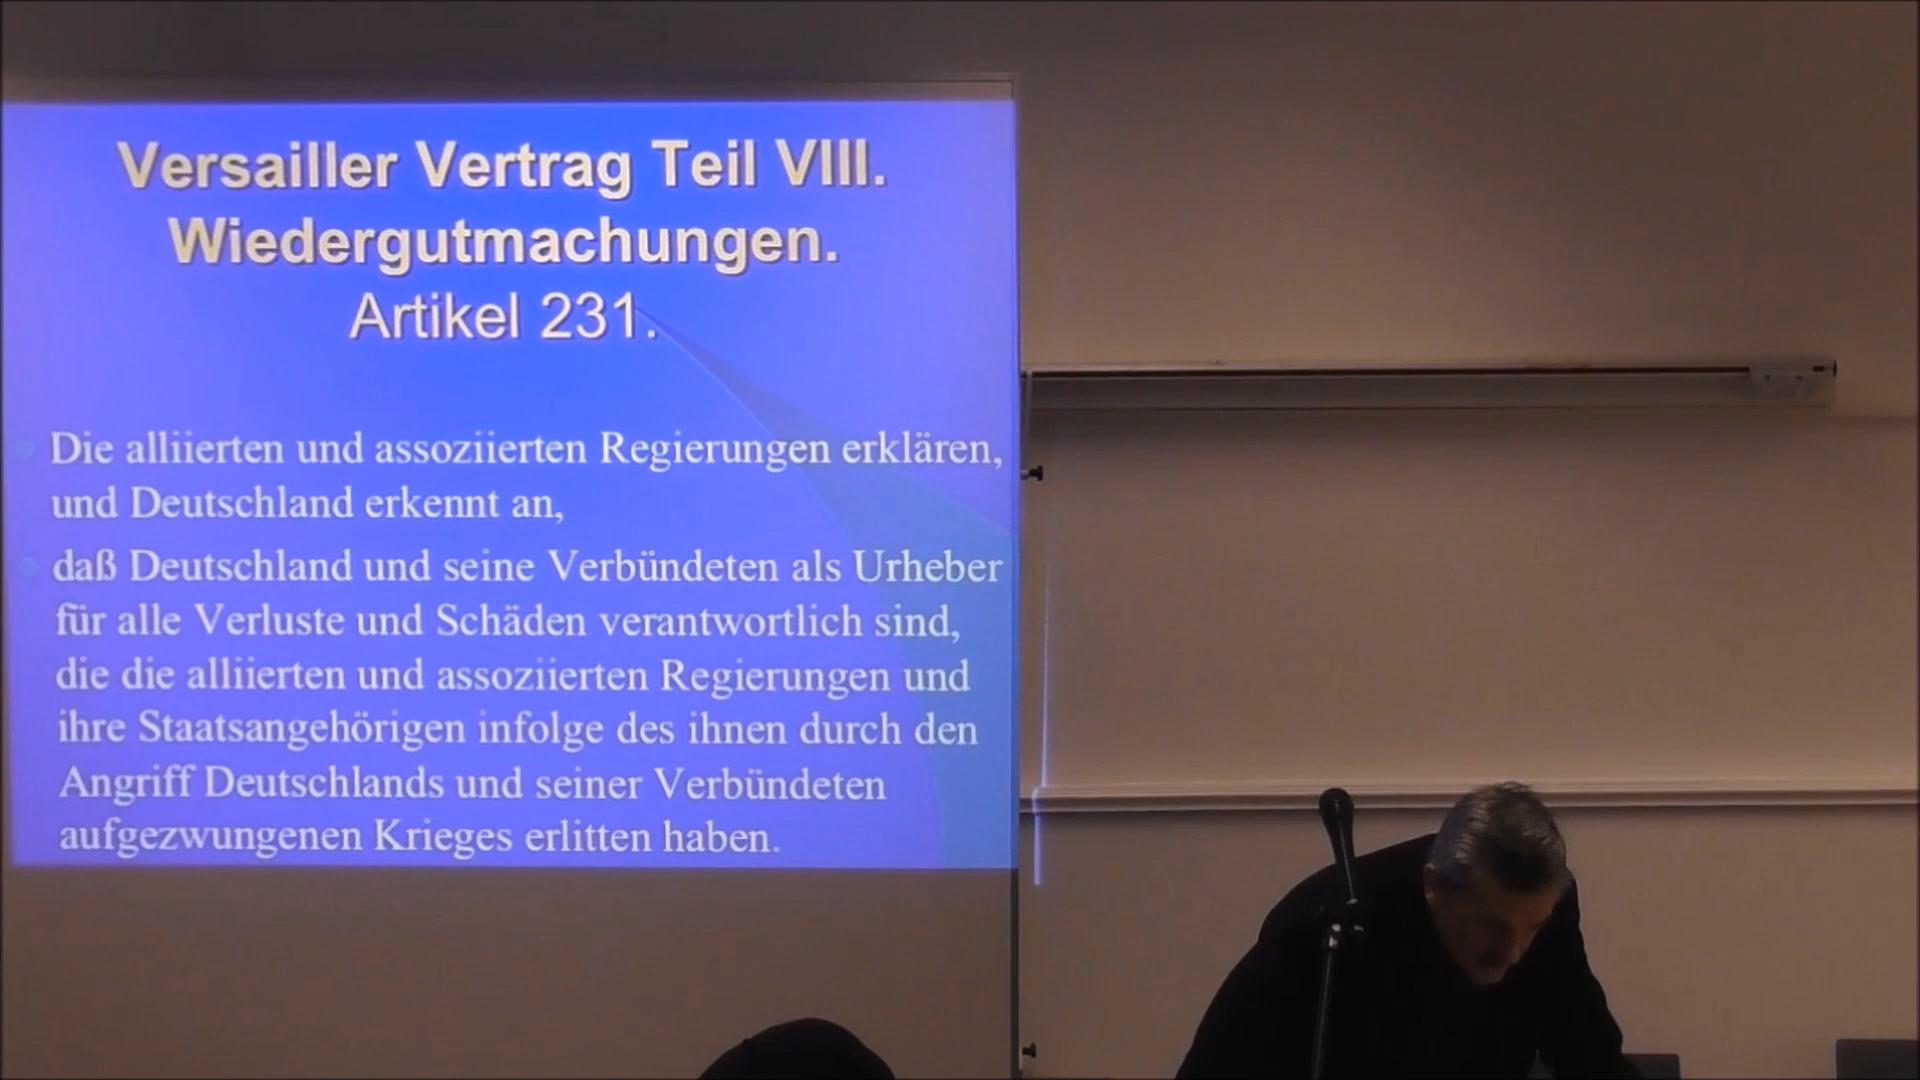 Versailler Vertrag Teil VIII.
Wiedergutmachungen.
Artikel 231.
Die alliierten und assoziierten Regierungen erklären,
und Deutschland erkennt an,
daß Deutschland und seine Verbündeten als Urheber
für alle Verluste und Schäden verantwortlich sind,
die die alliierten und assoziierten Regierungen und
ihre Staatsangehörigen infolge des ihnen durch den
Angriff Deutschlands und seiner Verbündeten
aufgezwungenen Krieges erlitten haben.